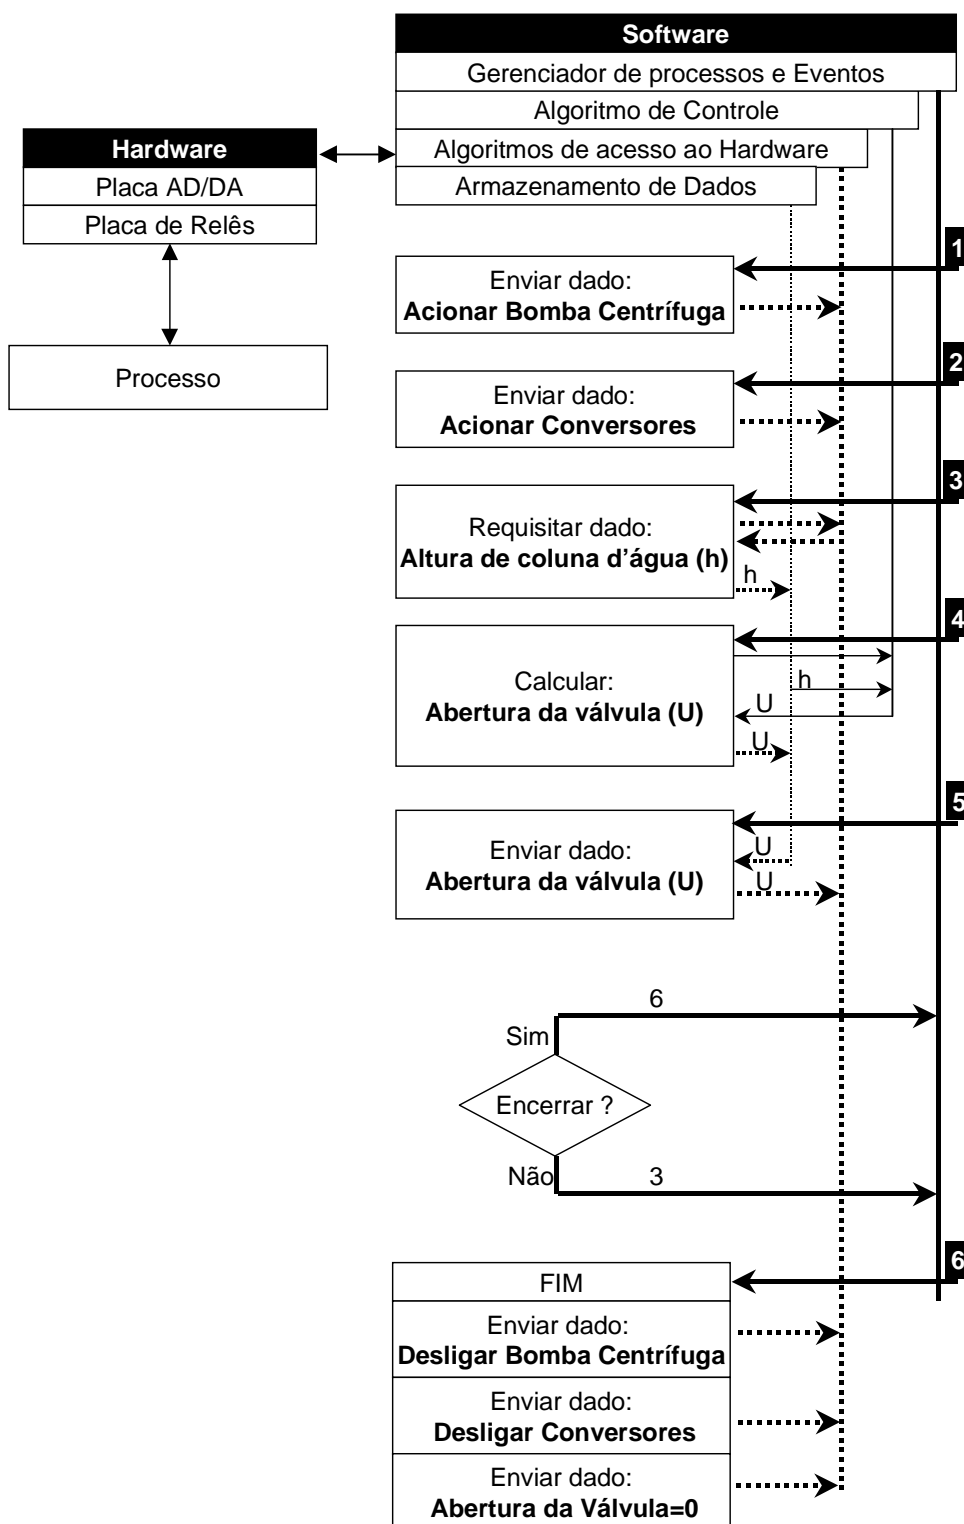 Software
Gerenciador de processos e Eventos
Algoritmo de Controle
Algoritmos de acesso ao Hardware
Armazenamento de Dados
Hardware
Placa AD/DA
Placa de Relês
Processo
1
Enviar dado:
Acionar Bomba Centrífuga
2
Enviar dado:
Acionar Conversores
3
Requisitar dado:
Altura de coluna d'água (h)
h
4
Calcular:
Abertura da válvula (U)
h
U
U
5
Enviar dado:
Abertura da válvula (U)
U
U
6
Sim
Encerrar ?
Não
3
6
FIM
Enviar dado:
Desligar Bomba Centrífuga
Enviar dado:
Desligar Conversores
Enviar dado:
Abertura da Válvula=0